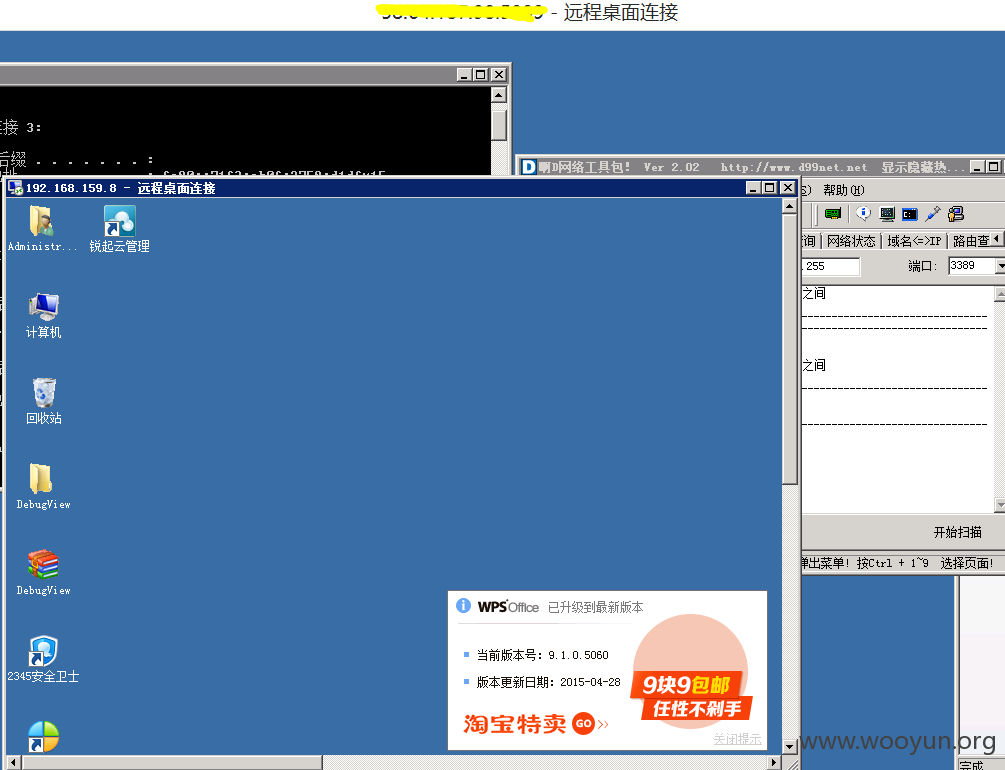 - 远程桌面连接
连接 3:
后缀 . . . . . . . :
啊D网络工具包! Ver 2.02 http://www.d99net.net 显示隐藏热...
192.168.159.8 - 远程桌面连接
S) 帮助(H)
Administr...
锐起云管理
询 网络状态 域名<=>IP 路由查
.255 端口: 3389
计算机
之间
之间
回收站
DebugView
开始扫描
弹出菜单! 按Ctrl + 1~9 选择页面!
DebugView
WPS Office 已升级到最新版本
当前版本号: 9.1.0.5060
版本更新日期: 2015-04-28
9块9包邮
任性不剁手
淘宝特卖 GO >>
关闭提示
2345安全卫士
www.wooyun.org
完成